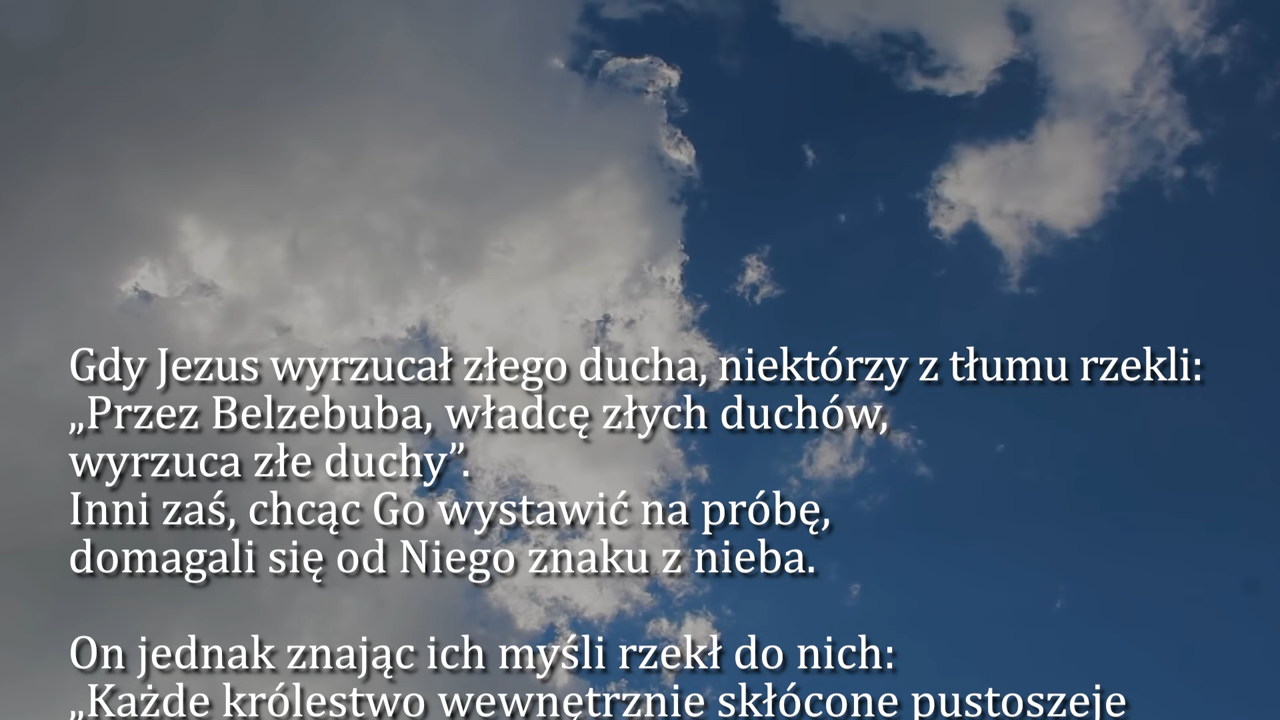 Gdy Jezus wyrzucał złego ducha, niektórzy z tłumu rzekli:
„Przez Belzebuba, władcę złych duchów,
wyrzuca złe duchy”.
Inni zaś, chcąc Go wystawić na próbę,
domagali się od Niego znaku z nieba.
On jednak znając ich myśli rzekł do nich:
„Każde królestwo wewnętrznie skłócone pustoszeje